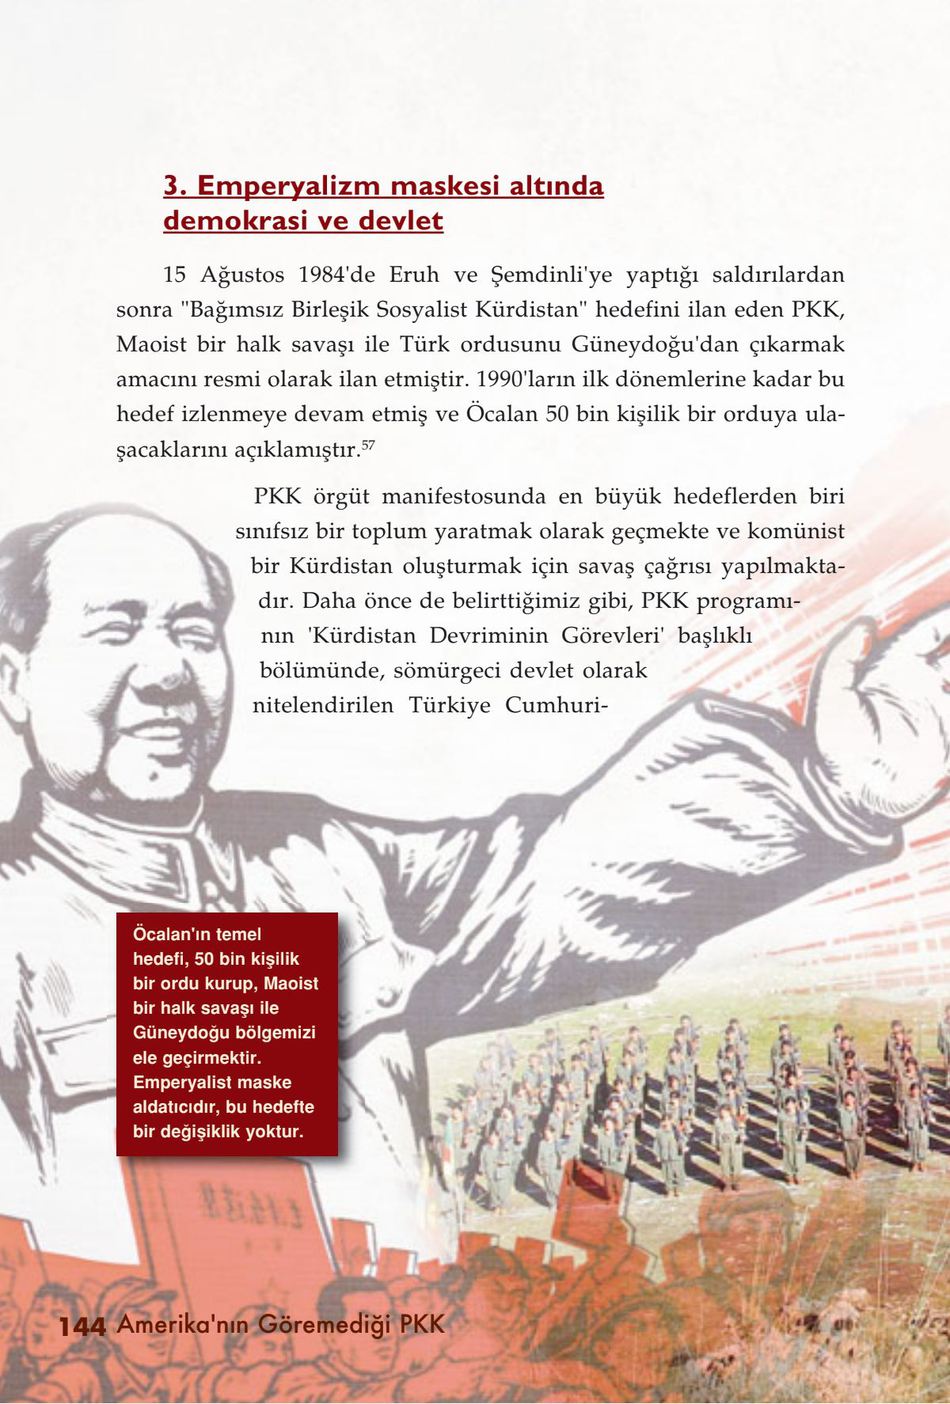 3. Emperyalizm maskesi altında
demokrasi ve devlet
15 Ağustos 1984'de Eruh ve Şemdinli'ye yaptığı saldırılardan
sonra "Bağımsız Birleşik Sosyalist Kürdistan" hedefini ilan eden PKK,
Maoist bir halk savaşı ile Türk ordusunu Güneydoğu'dan çıkarmak
amacını resmi olarak ilan etmiştir. 1990'ların ilk dönemlerine kadar bu
hedef izlenmeye devam etmiş ve Öcalan 50 bin kişilik bir orduya ula-
şacaklarını açıklamıştır.57
PKK örgüt manifestosunda en büyük hedeflerden biri
sınıfsız bir toplum yaratmak olarak geçmekte ve komünist
bir Kürdistan oluşturmak için savaş çağrısı yapılmakta-
dır. Daha önce de belirttiğimiz gibi, PKK programı-
nın 'Kürdistan Devriminin Görevleri' başlıklı
bölümünde, sömürgeci devlet olarak
nitelendirilen Türkiye Cumhuri-
Öcalan'ın temel
hedefi, 50 bin kişilik
bir ordu kurup, Maoist
bir halk savaşı ile
Güneydoğu bölgemizi
ele geçirmektir.
Emperyalist maske
aldatıcıdır, bu hedefte
bir değişiklik yoktur.
144 Amerika'nın Göremediği PKK